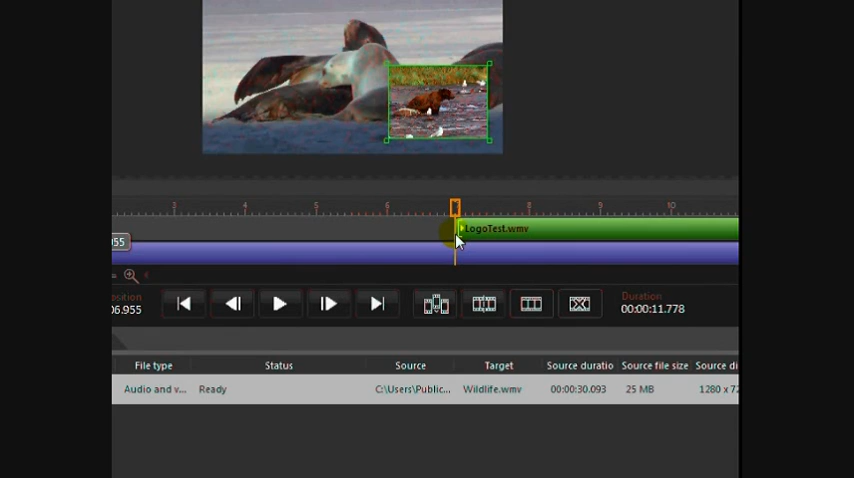 3 4 5 6 8 9 10
LogoTest.wmv
955
osition Duration
06.955 00:00:11.778
File type Status Source Target Source duratio Source file size Source di
Audio and v... Ready C:\Users\Public... Wildlife.wmv 00:00:30.093 25 MB 1280 x 72